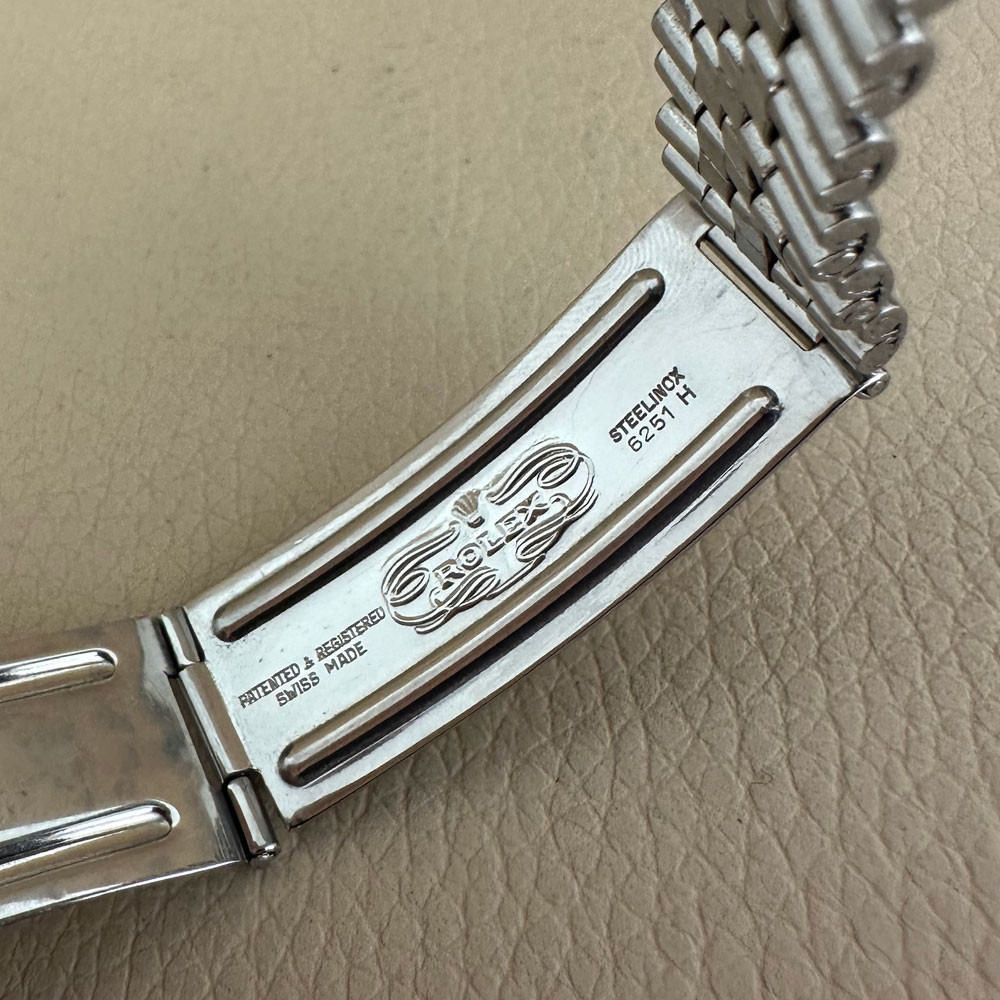 STEELINOX
6251 H
ROLEX
PATENTED & REGISTERED
SWISS MADE